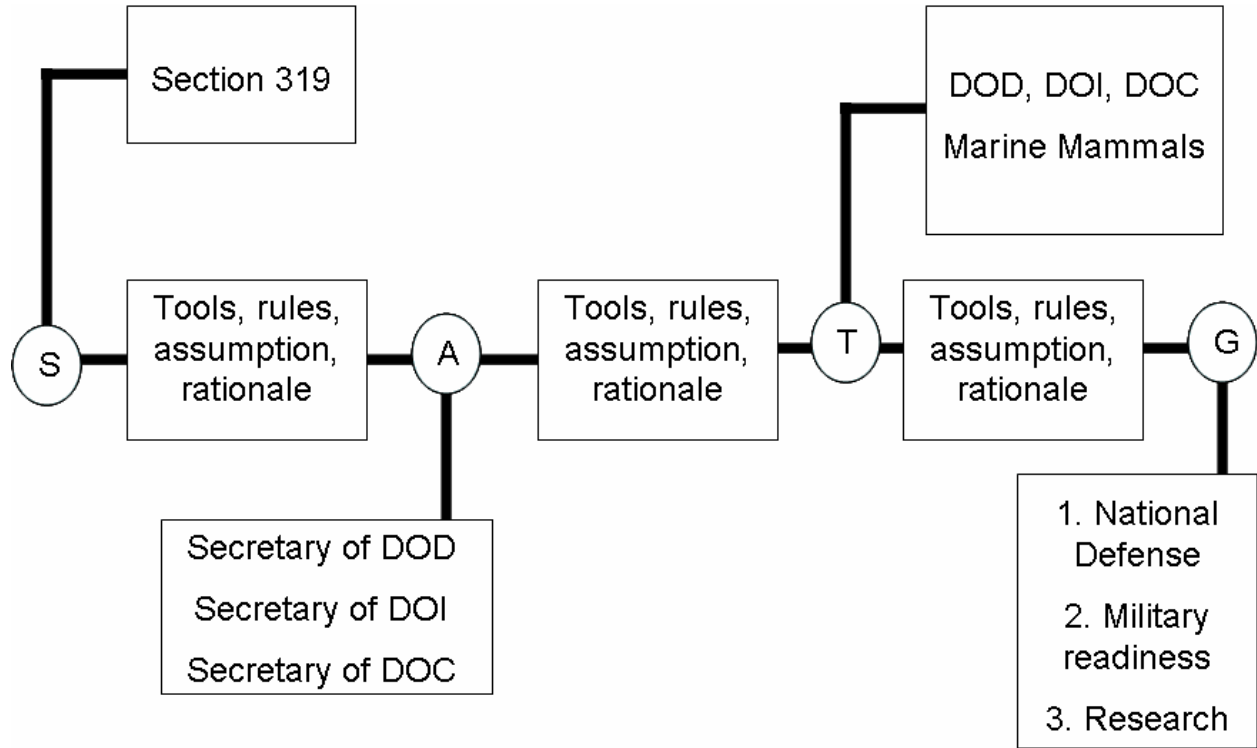 Section 319
DOD, DOI, DOC
Marine Mammals
S
Tools, rules,
assumption,
rationale
A
Tools, rules,
assumption,
rationale
T
Tools, rules,
assumption,
rationale
G
Secretary of DOD
Secretary of DOI
Secretary of DOC
1. National
Defense
2. Military
readiness
3. Research